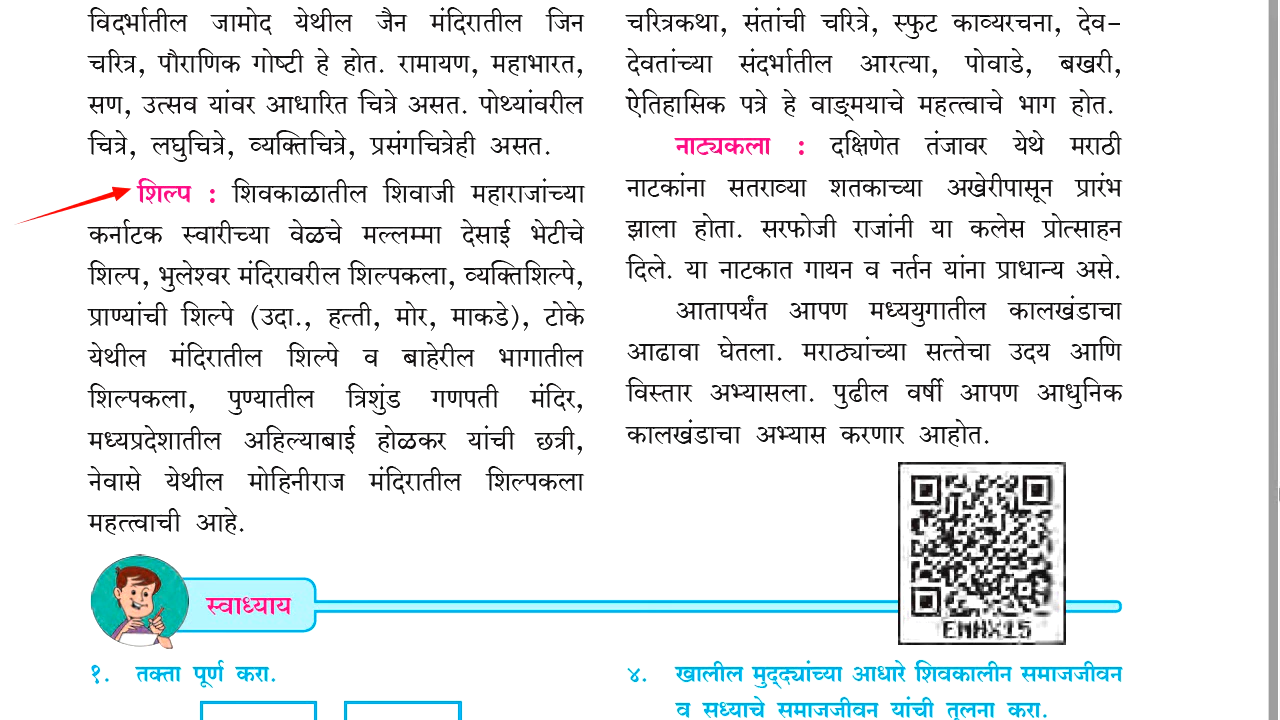 विदर्भातील जामोद येथील जैन मंदिरातील जिन
चरित्र, पौराणिक गोष्टी हे होत. रामायण, महाभारत,
सण, उत्सव यांवर आधारित चित्रे असत. पोथ्यांवरील
चित्रे, लघुचित्रे, व्यक्तिचित्रे, प्रसंगचित्रेही असत.
शिल्प : शिवकाळातील शिवाजी महाराजांच्या
कर्नाटक स्वारीच्या वेळचे मल्लम्मा देसाई भेटीचे
शिल्प, भुलेश्वर मंदिरावरील शिल्पकला, व्यक्तिशिल्पे,
प्राण्यांची शिल्पे (उदा., हत्ती, मोर, माकडे), टोके
येथील मंदिरातील शिल्पे व बाहेरील भागातील
शिल्पकला, पुण्यातील त्रिशुंड गणपती मंदिर,
मध्यप्रदेशातील अहिल्याबाई होळकर यांची छत्री,
नेवासे येथील मोहिनीराज मंदिरातील शिल्पकला
महत्त्वाची आहे.
चरित्रकथा, संतांची चरित्रे, स्फुट काव्यरचना, देव-
देवतांच्या संदर्भातील आरत्या, पोवाडे, बखरी,
ऐतिहासिक पत्रे हे वाङ्‌मयाचे महत्त्वाचे भाग होत.
नाट्यकला : दक्षिणेत तंजावर येथे मराठी
नाटकांना सतराव्या शतकाच्या अखेरीपासून प्रारंभ
झाला होता. सरफोजी राजांनी या कलेस प्रोत्साहन
दिले. या नाटकात गायन व नर्तन यांना प्राधान्य असे.
आतापर्यंत आपण मध्ययुगातील कालखंडाचा
आढावा घेतला. मराठ्यांच्या सत्तेचा उदय आणि
विस्तार अभ्यासला. पुढील वर्षी आपण आधुनिक
कालखंडाचा अभ्यास करणार आहोत.
EMAX15
स्वाध्याय
१. तक्ता पूर्ण करा.
४. खालील मुद्‌द्यांच्या आधारे शिवकालीन समाजजीवन
व सध्याचे समाजजीवन यांची तुलना करा.